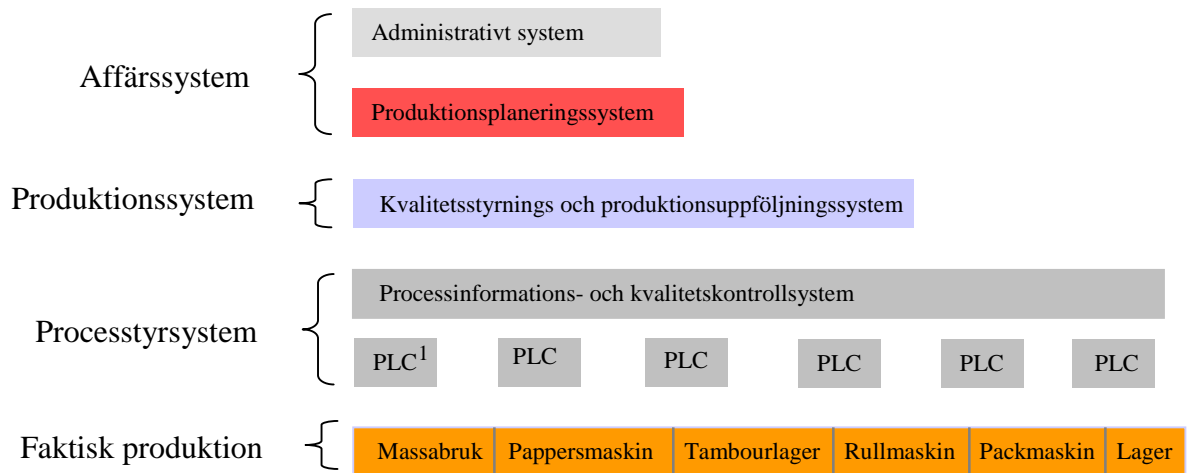 Affärssystem
Administrativt system
Produktionsplaneringssystem
Produktionssystem
Kvalitetsstyrnings och produktionsuppföljningssystem
Processtyrsystem
Processinformations- och kvalitetskontrollsystem
PLC1 PLC PLC PLC PLC PLC
Faktisk produktion
Massabruk Pappersmaskin Tambourlager Rullmaskin Packmaskin Lager